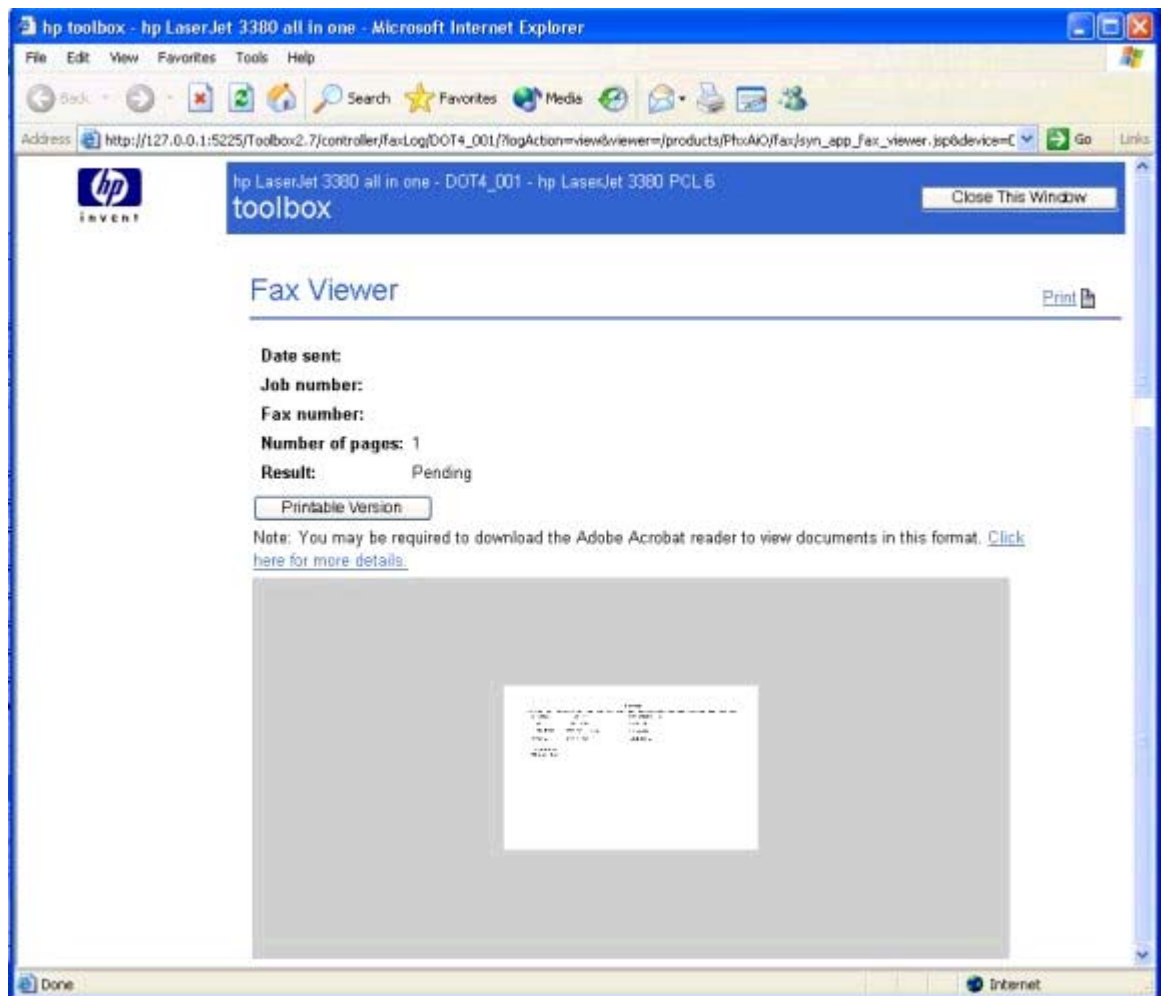 hp toolbox - hp LaserJet 3380 all in one - Microsoft Internet Explorer
File Edit View Favorites Tools Help
Back Search Favorites Media
Address http://127.0.0.1:5225/Toolbox2.7/controller/faxLog/DOT4_001/?logAction=view&viewer=/products/PhxAiO/fax/syn_app_fax_viewer.jsp&device=D Go Links
hp
invent
hp LaserJet 3380 all in one - DOT4_001 - hp LaserJet 3380 PCL 6
toolbox
Close This Window
Fax Viewer
Print
Date sent:
Job number:
Fax number:
Number of pages: 1
Result: Pending
Printable Version
Note: You may be required to download the Adobe Acrobat reader to view documents in this format. Click
here for more details.
Done Internet